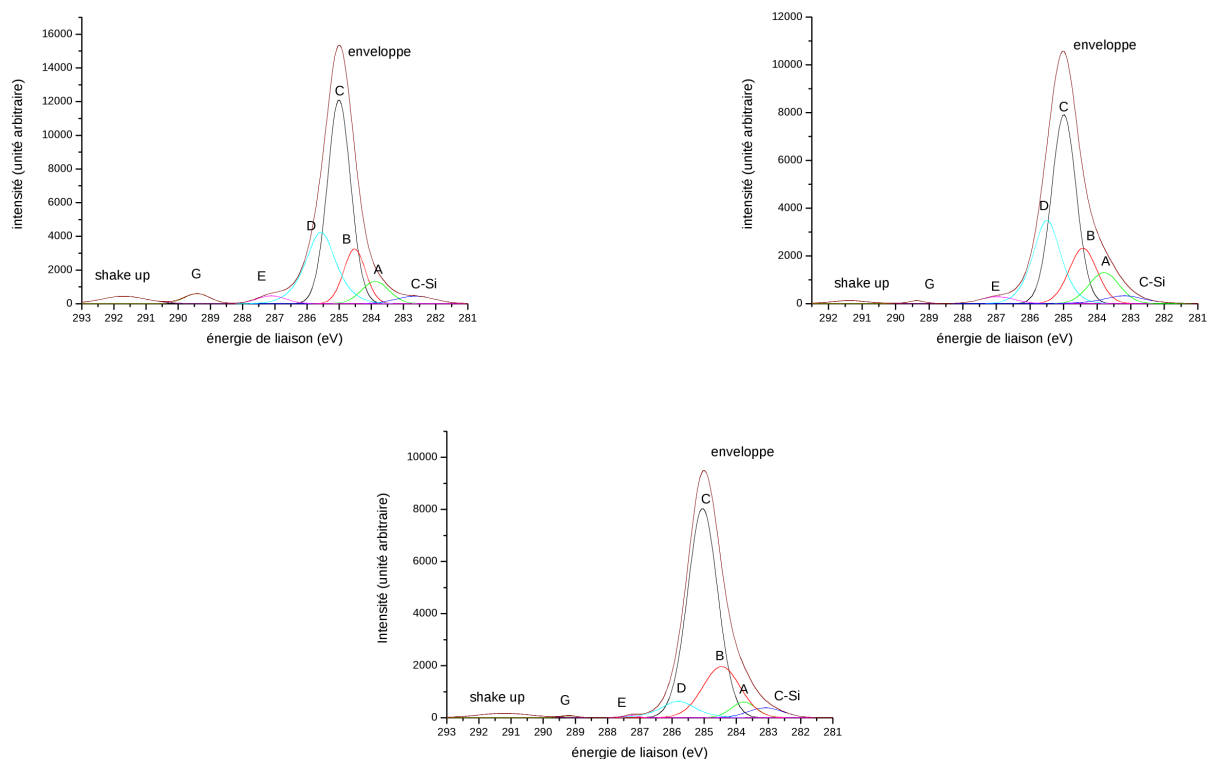 16000
14000
12000
10000
8000
6000
4000
2000
0
intensité (unité arbitraire)
enveloppe
C
D
B
A
E
G
shake up
C-Si
293 292 291 290 289 288 287 286 285 284 283 282 281
énergie de liaison (eV)
12000
10000
8000
6000
4000
2000
0
intensité (unité arbitraire)
enveloppe
C
D
B
A
E
G
shake up
C-Si
292 291 290 289 288 287 286 285 284 283 282 281
énergie de liaison (eV)
10000
8000
6000
4000
2000
0
Intensité (unité arbitraire)
enveloppe
C
B
D
A
E
G
shake up
C-Si
293 292 291 290 289 288 287 286 285 284 283 282 281
énergie de liaison (eV)